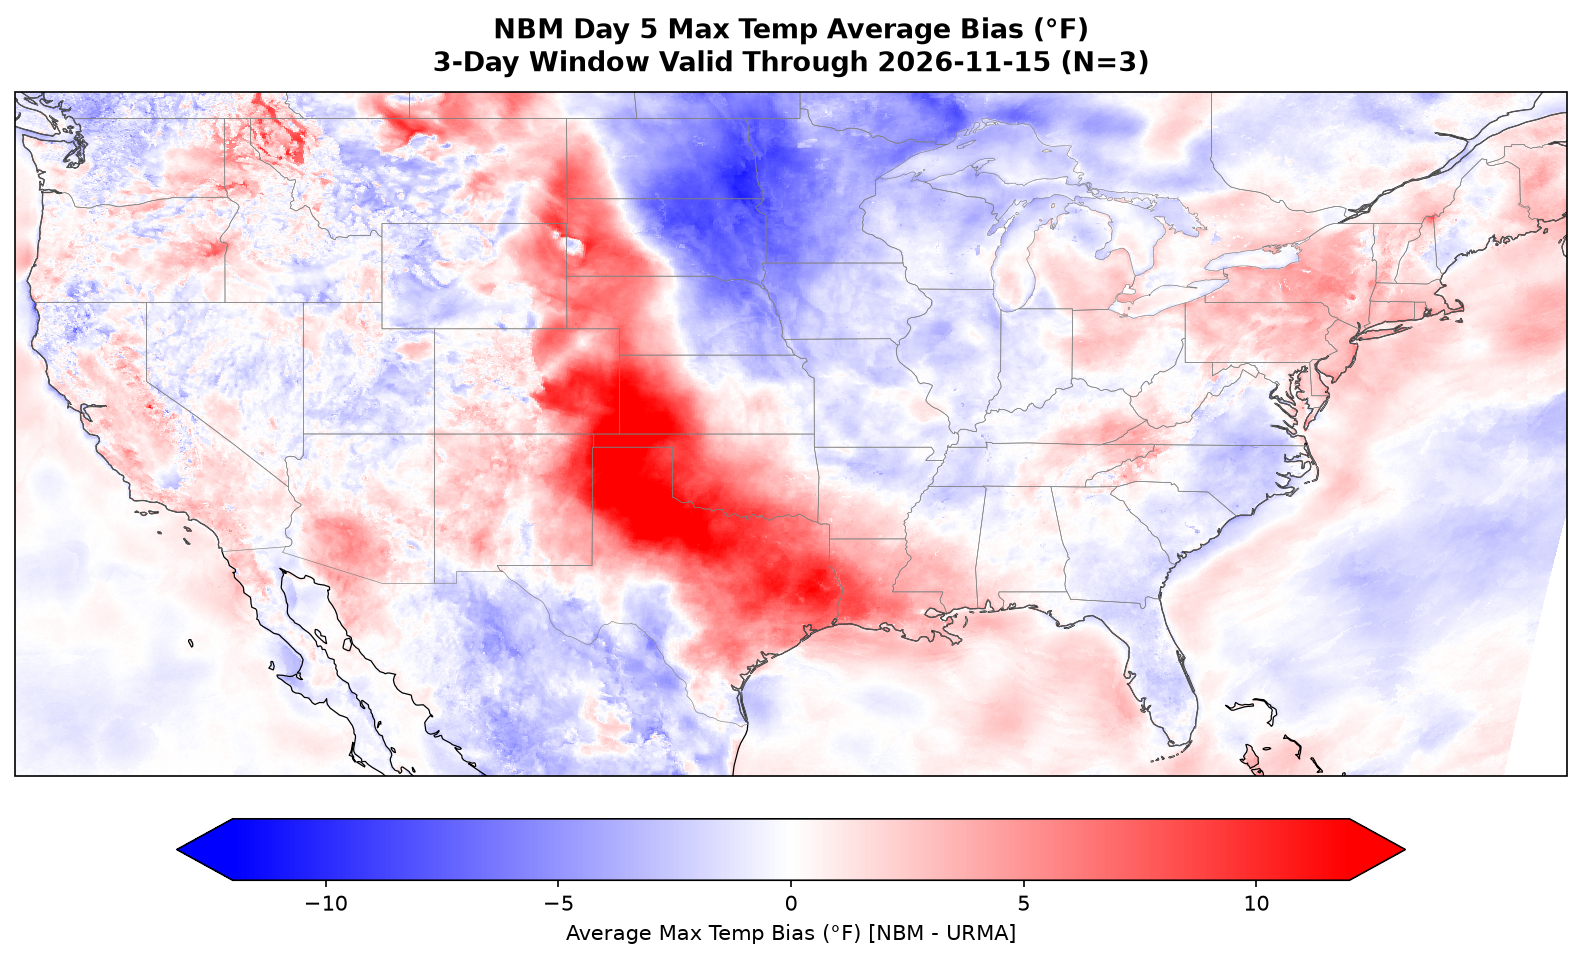 NBM Day 5 Max Temp Average Bias (°F)
3-Day Window Valid Through 2026-11-15 (N=3)
−10 −5 0 5 10
Average Max Temp Bias (°F) [NBM - URMA]